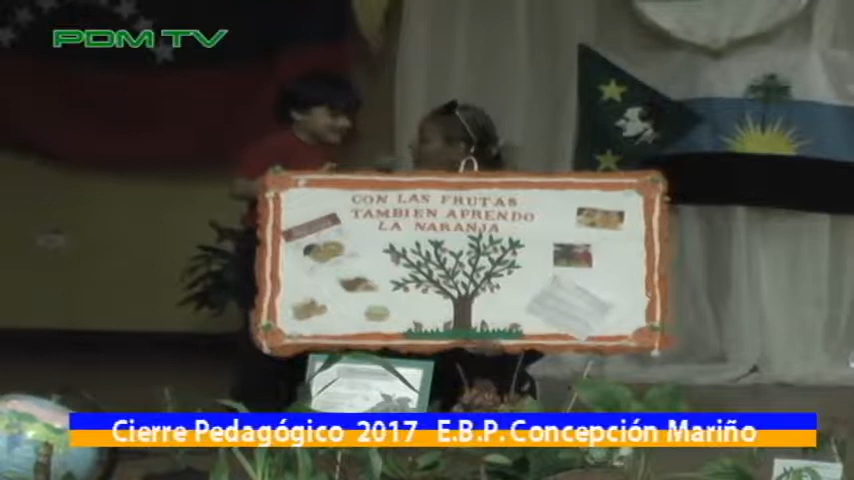 PDM TV
CON LAS FRUTAS
TAMBIEN APRENDO
LA NARANJA
Cierre Pedagógico 2017 E.B.P. Concepción Mariño